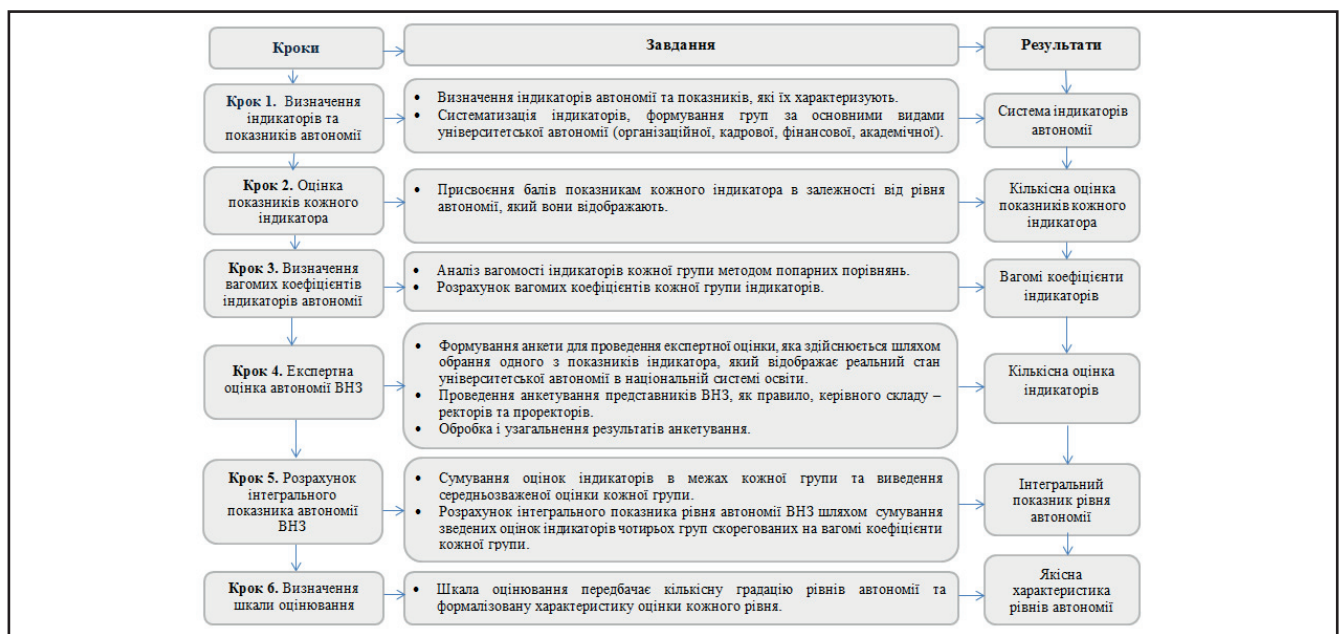 Кроки
Завдання
Результати
Крок 1. Визначення
індикаторів та
показників автономії
• Визначення індикаторів автономії та показників, які їх характеризують.
• Систематизація індикаторів, формування груп за основними видами
університетської автономії (організаційної, кадрової, фінансової, академічної).
Система індикаторів
автономії
Крок 2. Оцінка
показників кожного
індикатора
• Присвоєння балів показникам кожного індикатора в залежності від рівня
автономії, який вони відображають.
Кількісна оцінка
показників кожного
індикатора
Крок 3. Визначення
вагомих коефіцієнтів
індикаторів автономії
• Аналіз вагомості індикаторів кожної групи методом попарних порівнянь.
• Розрахунок вагомих коефіцієнтів кожної групи індикаторів.
Вагомі коефіцієнти
індикаторів
Крок 4. Експертна
оцінка автономії ВНЗ
• Формування анкети для проведення експертної оцінки, яка здійснюється шляхом
обрання одного з показників індикатора, який відображає реальний стан
університетської автономії в національній системі освіти.
• Проведення анкетування представників ВНЗ, як правило, керівного складу –
ректорів та проректорів.
• Обробка і узагальнення результатів анкетування.
Кількісна оцінка
індикаторів
Крок 5. Розрахунок
інтегрального
показника автономії
ВНЗ
• Сумування оцінок індикаторів в межах кожної групи та виведення
середньозваженої оцінки кожної групи.
• Розрахунок інтегрального показника рівня автономії ВНЗ шляхом сумування
зведених оцінок індикаторів чотирьох груп скорегованих на вагомі коефіцієнти
кожної групи.
Інтегральний
показник рівня
автономії
Крок 6. Визначення
шкали оцінювання
• Шкала оцінювання передбачає кількісну градацію рівнів автономії та
формалізовану характеристику оцінки кожного рівня.
Якісна
характеристика
рівнів автономії